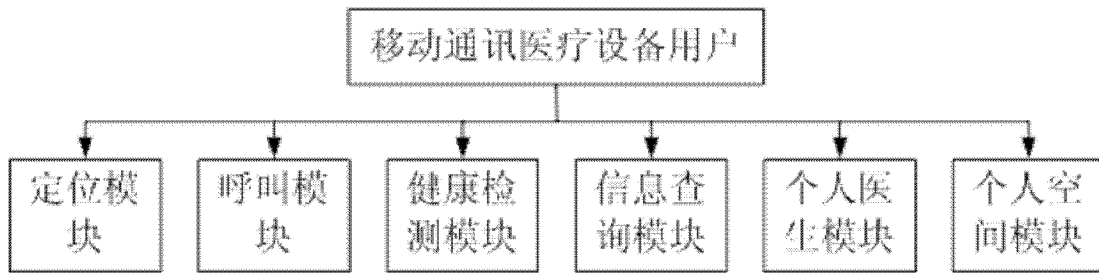 移动通讯医疗设备用户
定位模
块
呼叫模
块
健康检
测模块
信息查
询模块
个人医
生模块
个人空
间模块